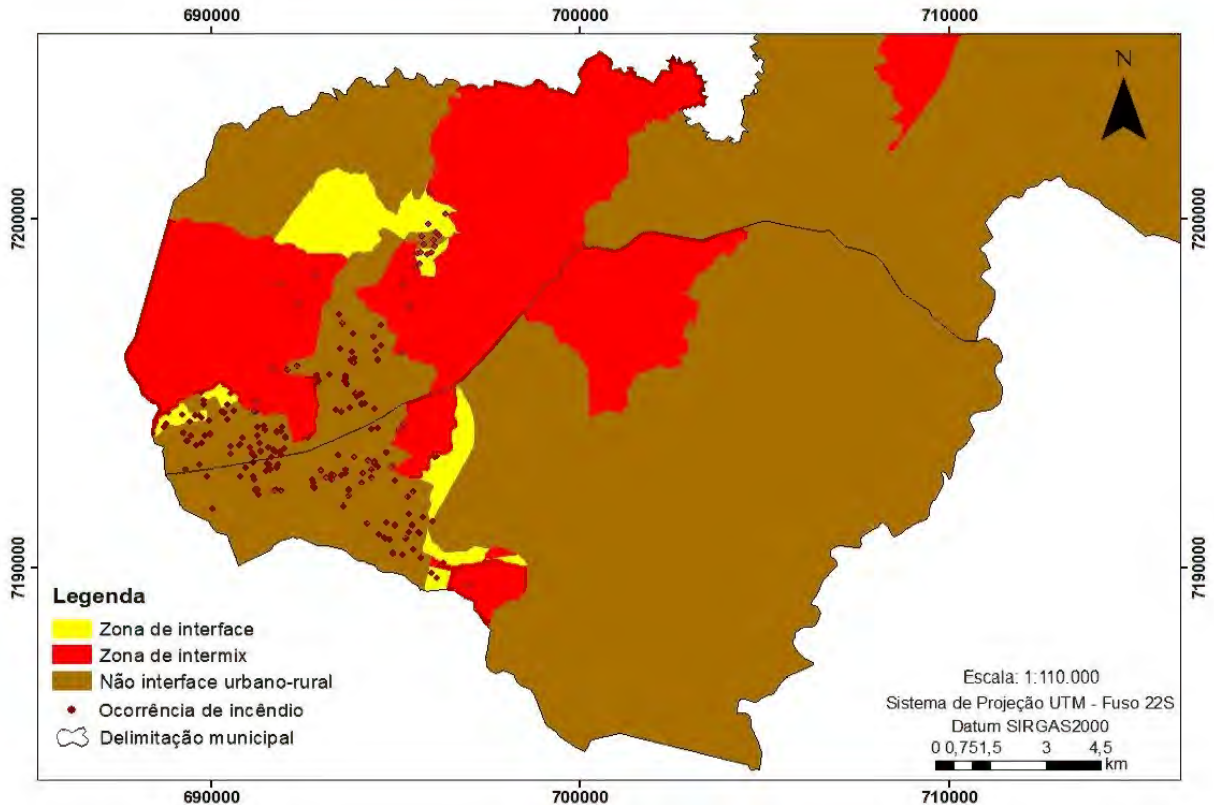 690000
700000
710000
N
7200000
7200000
7190000
7190000
Legenda
Zona de interface
Zona de intermix
Não interface urbano-rural
Ocorrência de incêndio
Delimitação municipal
Escala: 1:110.000
Sistema de Projeção UTM - Fuso 22S
Datum SIRGAS2000
0 0,751,5 3 4,5
km
690000
700000
710000